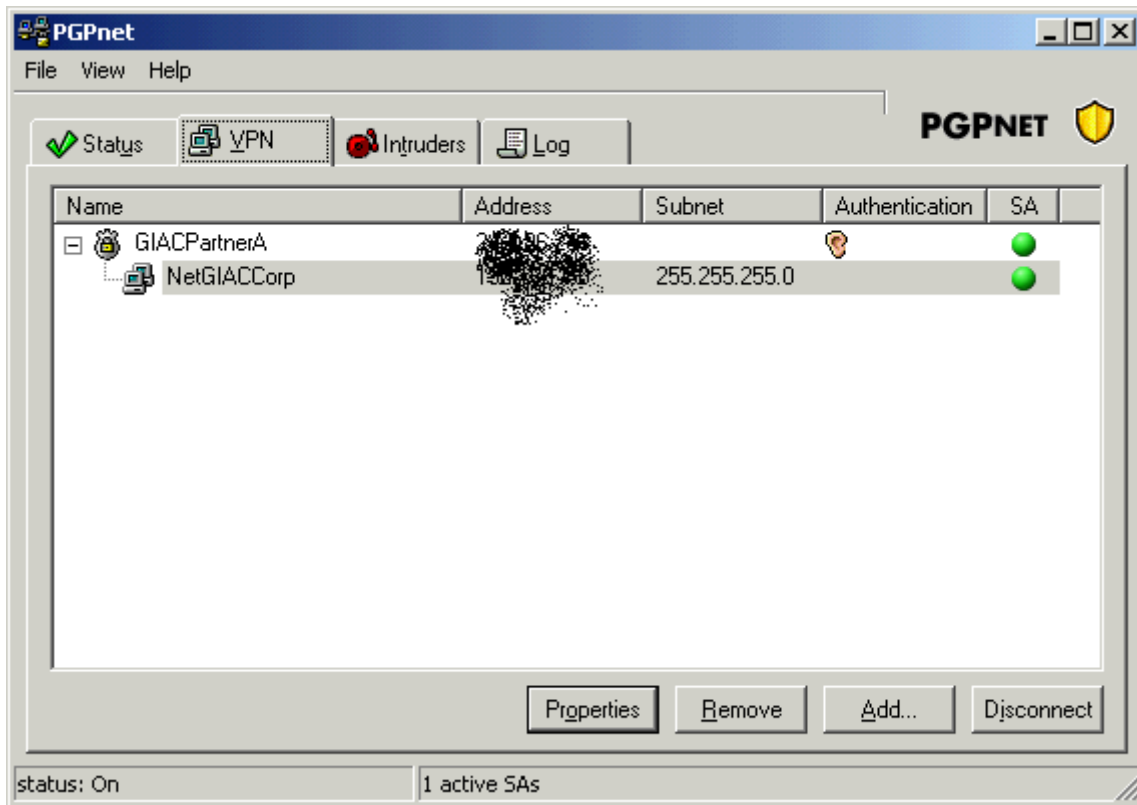 PGPnet
File View Help
PGPNET
Status VPN Intruders Log
Name Address Subnet Authentication SA
GIACPartnerA
NetGIACCorp 255.255.255.0
Properties Remove Add... Disconnect
status: On 1 active SAs